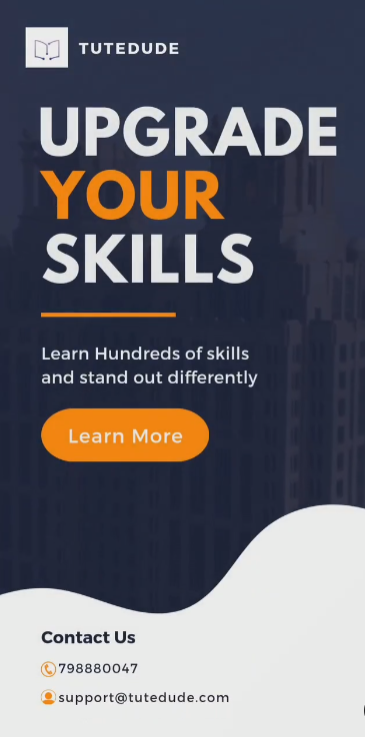 TUTEDUDE
UPGRADE
YOUR
SKILLS
Learn Hundreds of skills
and stand out differently
Learn More
Contact Us
798880047
support@tutedude.com